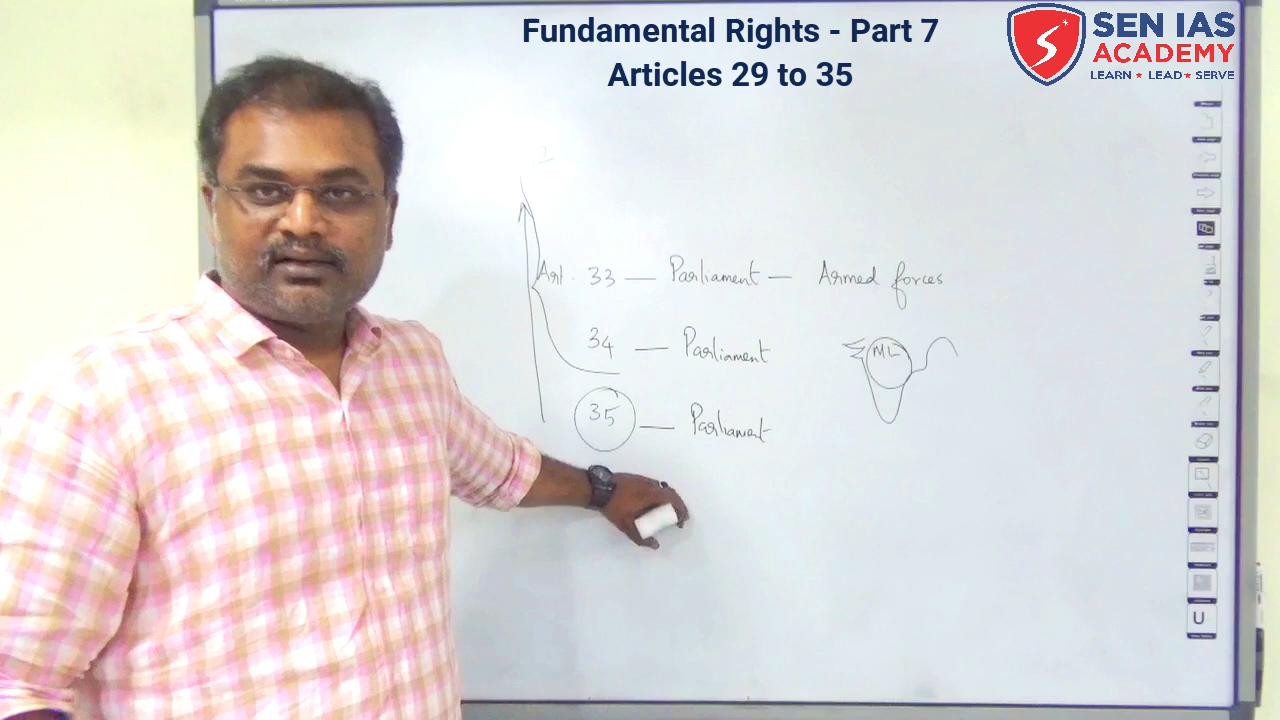 Fundamental Rights - Part 7
Articles 29 to 35
SEN IAS
ACADEMY
LEARN ★ LEAD ★ SERVE
Art. 33 — Parliament — Armed forces
34 — Parliament
ML
35 — Parliament
U